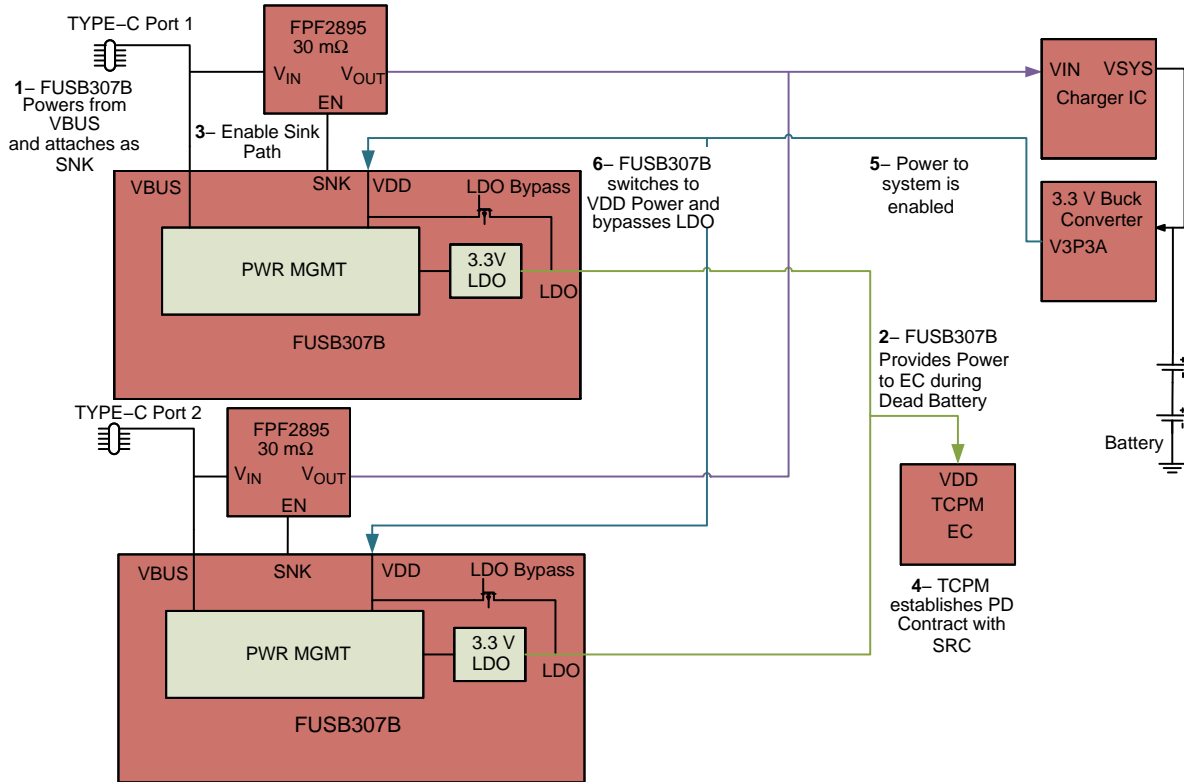 TYPE−C Port 1
FPF2895
30 mΩ
VIN
VOUT
EN
1− FUSB307B
Powers from
VBUS
and attaches as
SNK
3− Enable Sink
Path
VBUS
SNK
VDD
LDO Bypass
PWR MGMT
3.3V
LDO
LDO
FUSB307B
6− FUSB307B
switches to
VDD Power and
bypasses LDO
5− Power to
system is
enabled
VIN
VSYS
Charger IC
3.3 V Buck
Converter
V3P3A
2− FUSB307B
Provides Power
to EC during
Dead Battery
Battery
TYPE−C Port 2
FPF2895
30 mΩ
VIN
VOUT
EN
VDD
TCPM
EC
4− TCPM
establishes PD
Contract with
SRC
VBUS
SNK
VDD
LDO Bypass
PWR MGMT
3.3 V
LDO
LDO
FUSB307B